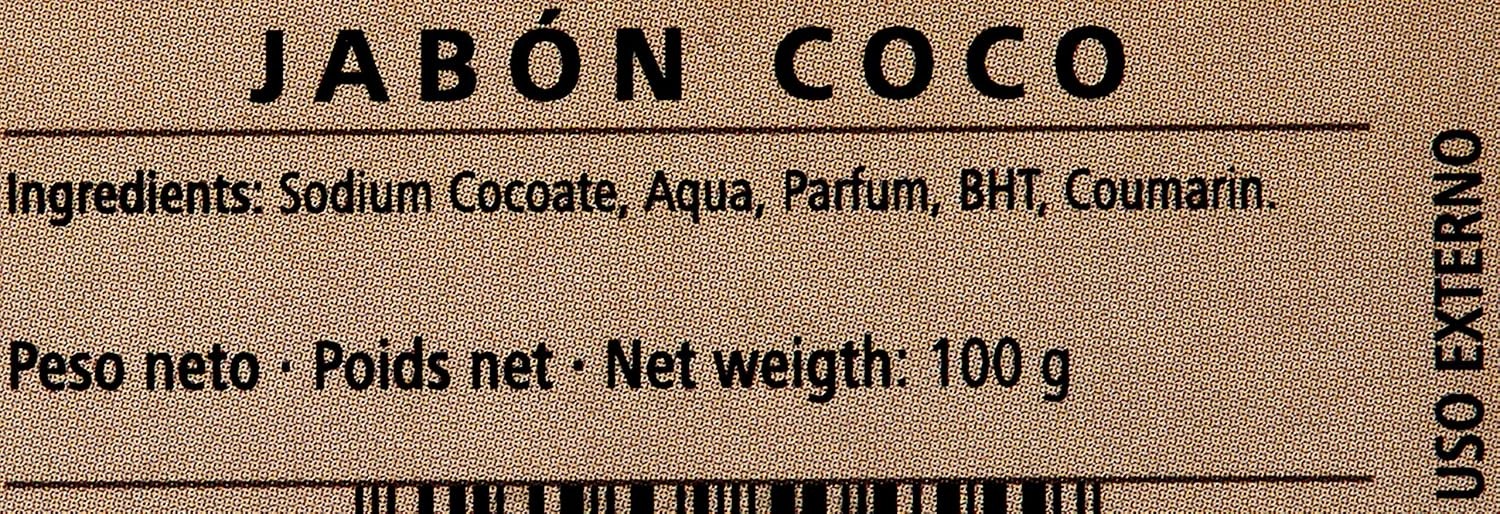 JABÓN COCO
Ingredients: Sodium Cocoate, Aqua, Parfum, BHT, Coumarin.
Peso neto · Poids net · Net weigth: 100 g
USO EXTERNO